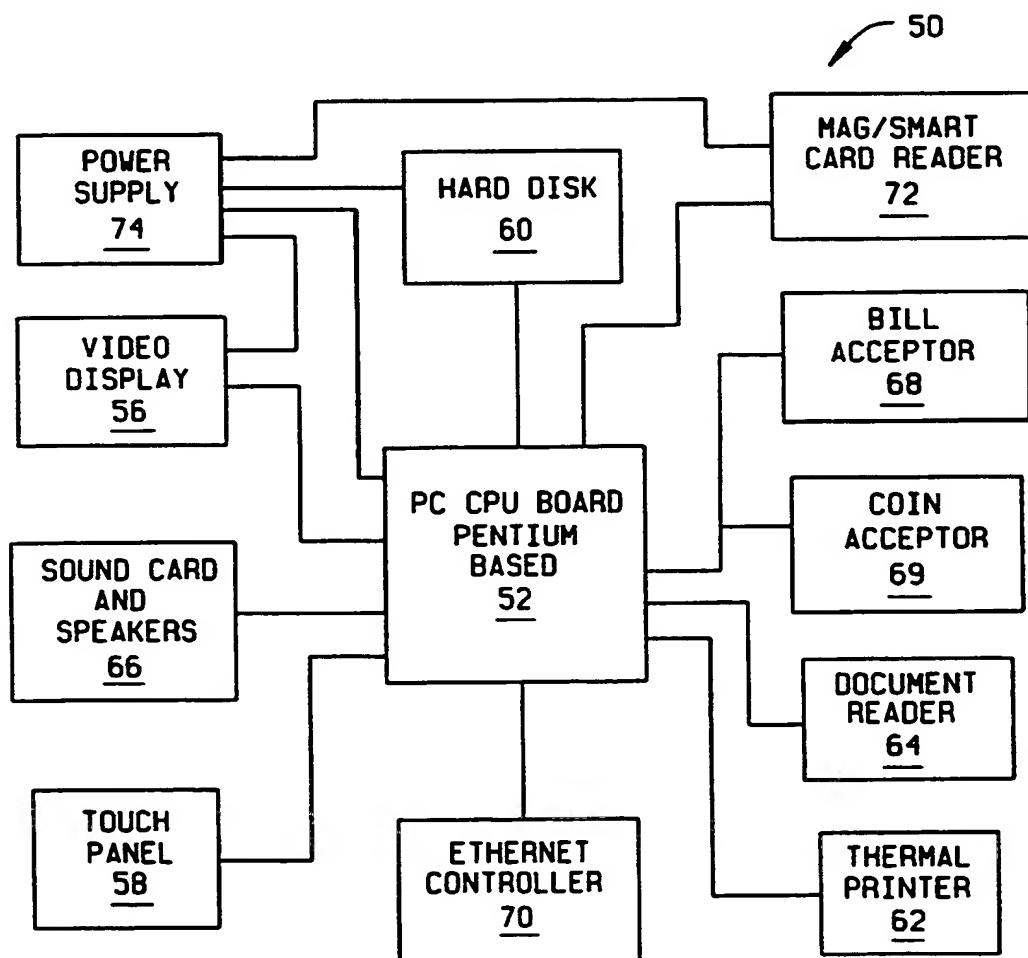 50
POWER
SUPPLY
74
HARD DISK
60
MAG/SMART
CARD READER
72
VIDEO
DISPLAY
56
BILL
ACCEPTOR
68
PC CPU BOARD
PENTIUM
BASED
52
COIN
ACCEPTOR
69
SOUND CARD
AND
SPEAKERS
66
DOCUMENT
READER
64
TOUCH
PANEL
58
ETHERNET
CONTROLLER
70
THERMAL
PRINTER
62